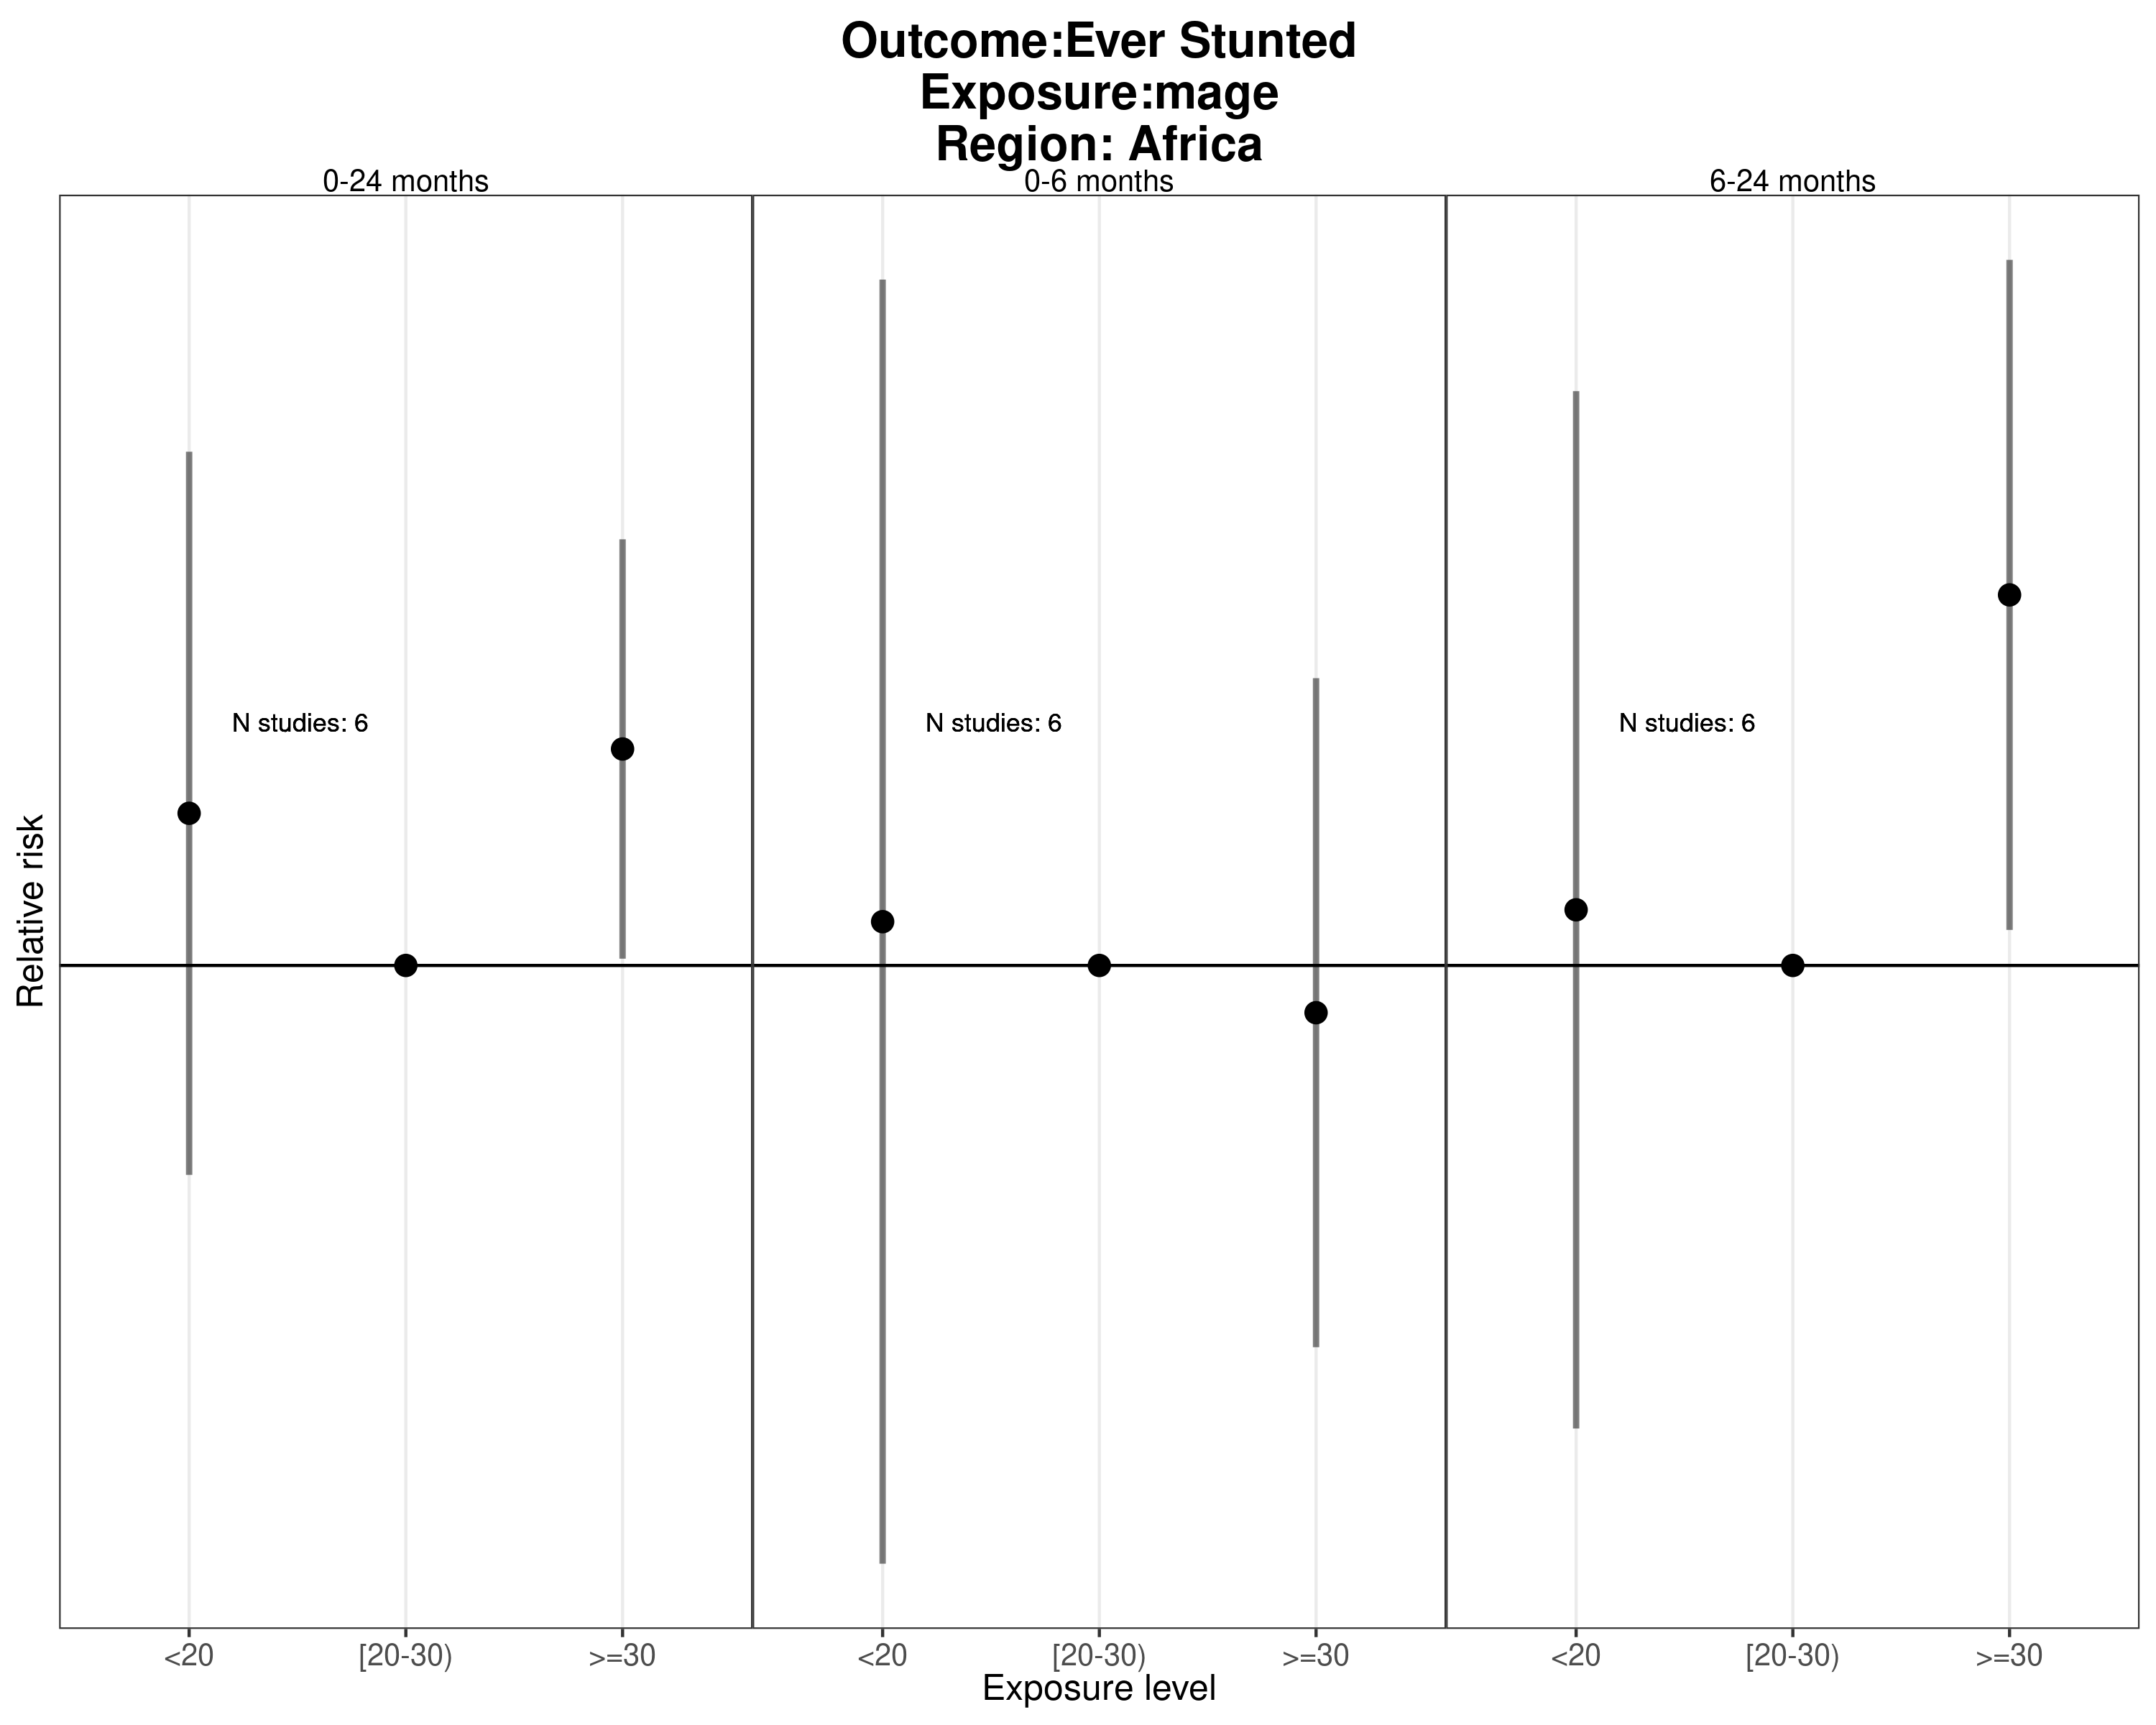 Outcome:Ever Stunted
Exposure:mage
Region: Africa
0-24 months
0-6 months
6-24 months
N studies: 6
N studies: 6
N studies: 6
Relative risk
<20
[20-30)
>=30
<20
[20-30)
>=30
<20
[20-30)
>=30
Exposure level